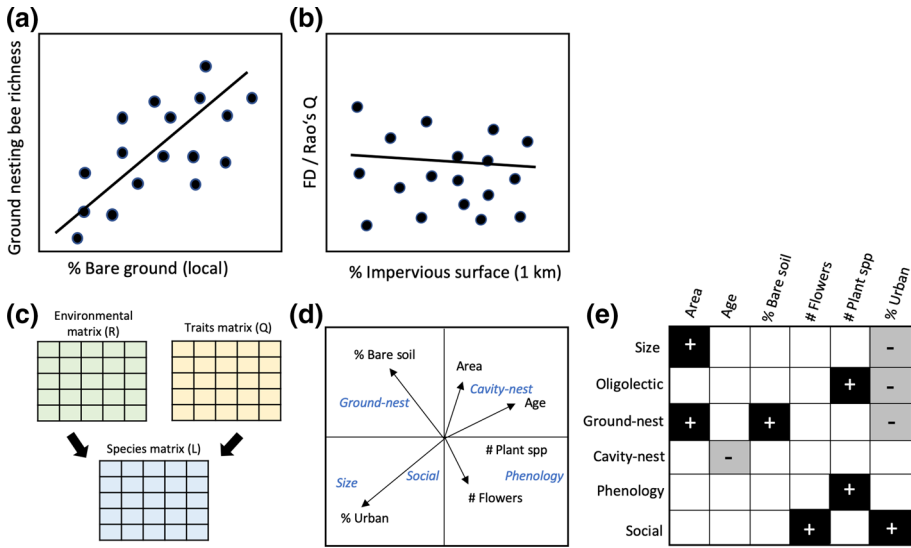 (a)
Ground nesting bee richness
% Bare ground (local)
(b)
FD / Rao's Q
% Impervious surface (1 km)
(c)
Environmental
matrix (R)
Traits matrix (Q)
Species matrix (L)
(d)
% Bare soil
Area
Ground-nest
Cavity-nest
Age
# Plant spp
Size
Social
Phenology
# Flowers
% Urban
(e)
Area
Age
% Bare soil
# Flowers
# Plant spp
% Urban
Size
+
-
Oligolectic
+
-
Ground-nest
+
+
-
Cavity-nest
-
Phenology
+
Social
+
+